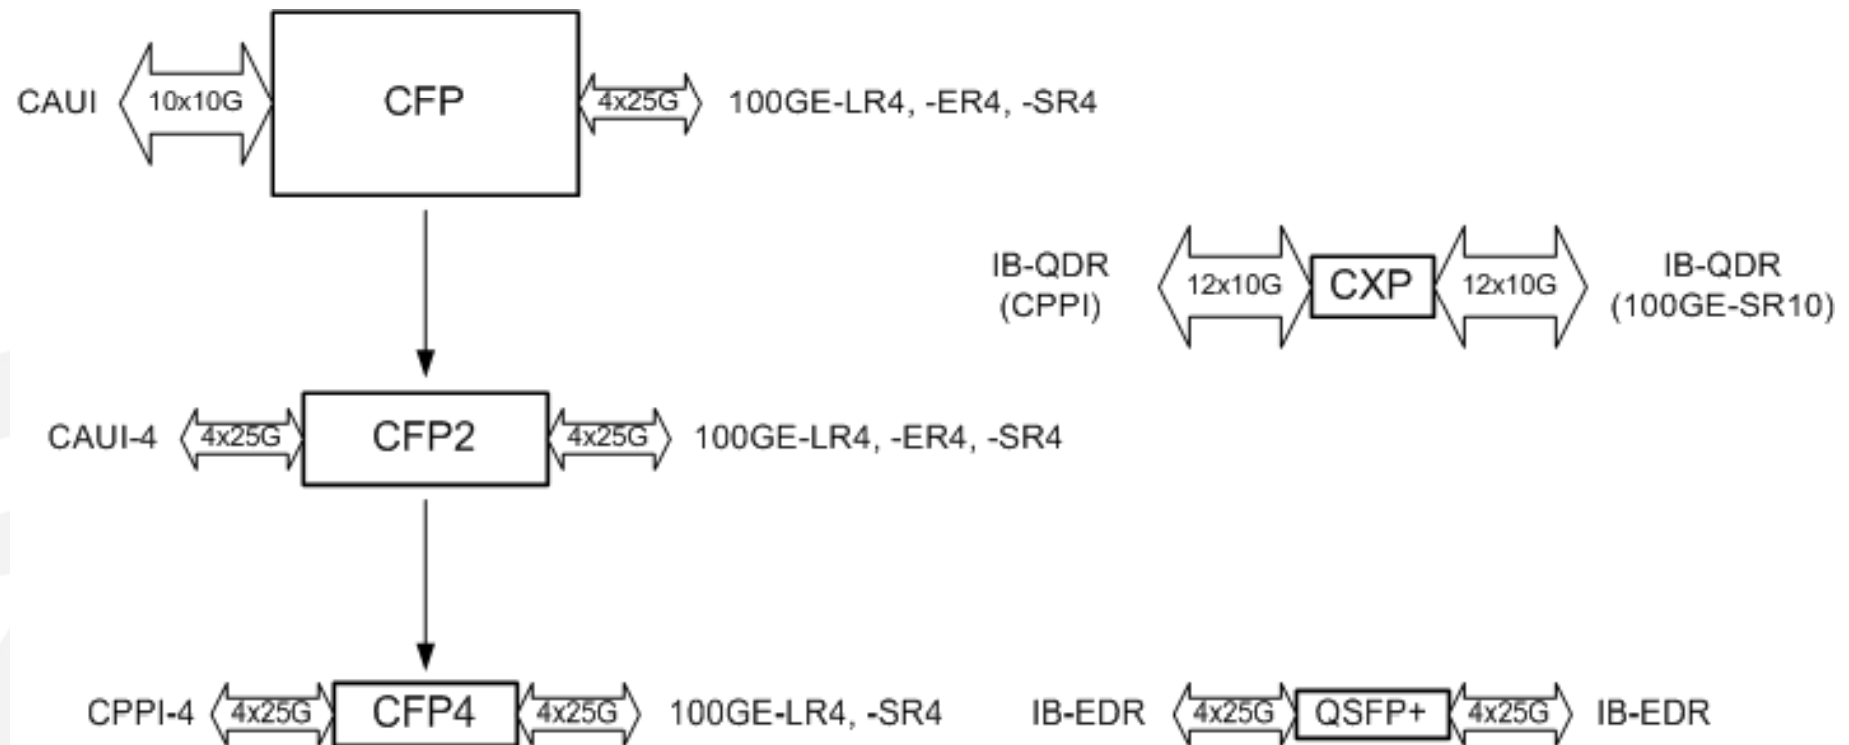 CAUI 10x10G CFP 4x25G 100GE-LR4, -ER4, -SR4
IB-QDR
(CPPI)
12x10G CXP 12x10G
IB-QDR
(100GE-SR10)
CAUI-4 4x25G CFP2 4x25G 100GE-LR4, -ER4, -SR4
CPPI-4 4x25G CFP4 4x25G 100GE-LR4, -SR4
IB-EDR 4x25G QSFP+ 4x25G IB-EDR